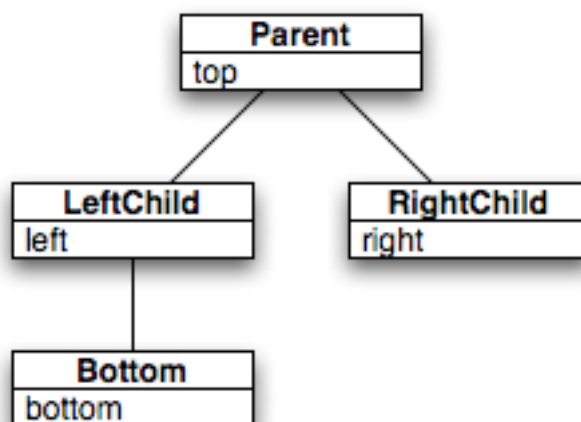 Parent
top
LeftChild
left
RightChild
right
Bottom
bottom